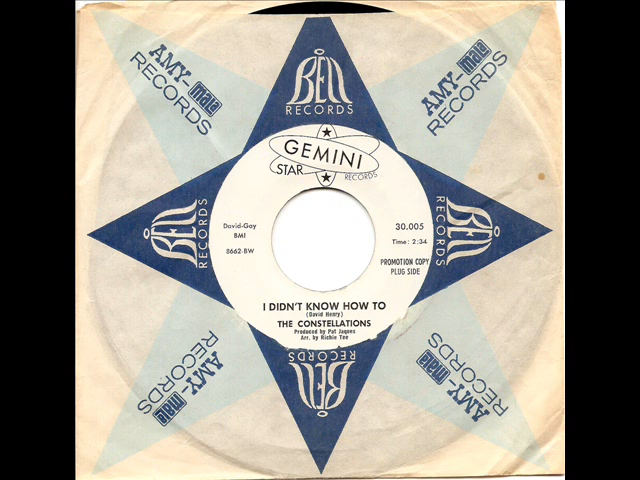 BELL
RECORDS
AMY-mala
RECORDS
AMY-mala
RECORDS
GEMINI
STAR
RECORDS
David-Gay
BMI
8662-BW
30.005
Time: 2:34
PROMOTION COPY
PLUG SIDE
BELL
RECORDS
BELL
RECORDS
I DIDN'T KNOW HOW TO
(David Henry)
THE CONSTELLATIONS
Produced by Pat Jaques
Arr. by Richie Tee
AMY-mala
RECORDS
AMY-mala
RECORDS
BELL
RECORDS